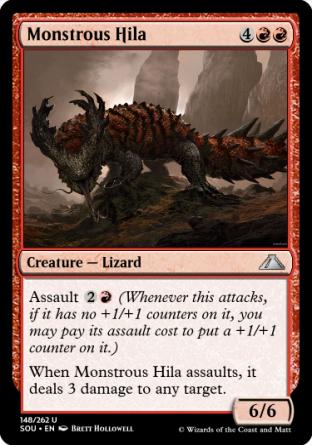 Monstrous Hila 4
Creature — Lizard
Assault 2 (Whenever this attacks,
if it has no +1/+1 counters on it, you
may pay its assault cost to put a +1/+1
counter on it.)
When Monstrous Hila assaults, it
deals 3 damage to any target.
6/6
148/262 U
SOU • EN Brett Hollowell
© Wizards of the Coast and Matt